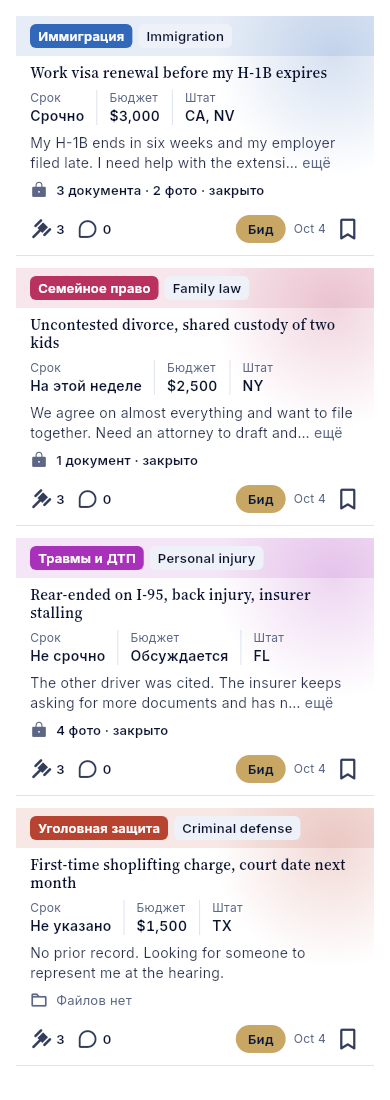 Иммиграция Immigration
Work visa renewal before my H-1B expires
Срок Бюджет Штат
Срочно $3,000 CA, NV
My H-1B ends in six weeks and my employer
filed late. I need help with the extensi... ещё
3 документа · 2 фото · закрыто
3 0 Бид Oct 4
Семейное право Family law
Uncontested divorce, shared custody of two
kids
Срок Бюджет Штат
На этой неделе $2,500 NY
We agree on almost everything and want to file
together. Need an attorney to draft and... ещё
1 документ · закрыто
3 0 Бид Oct 4
Травмы и ДТП Personal injury
Rear-ended on I-95, back injury, insurer
stalling
Срок Бюджет Штат
Не срочно Обсуждается FL
The other driver was cited. The insurer keeps
asking for more documents and has n... ещё
4 фото · закрыто
3 0 Бид Oct 4
Уголовная защита Criminal defense
First-time shoplifting charge, court date next
month
Срок Бюджет Штат
Не указано $1,500 TX
No prior record. Looking for someone to
represent me at the hearing.
Файлов нет
3 0 Бид Oct 4